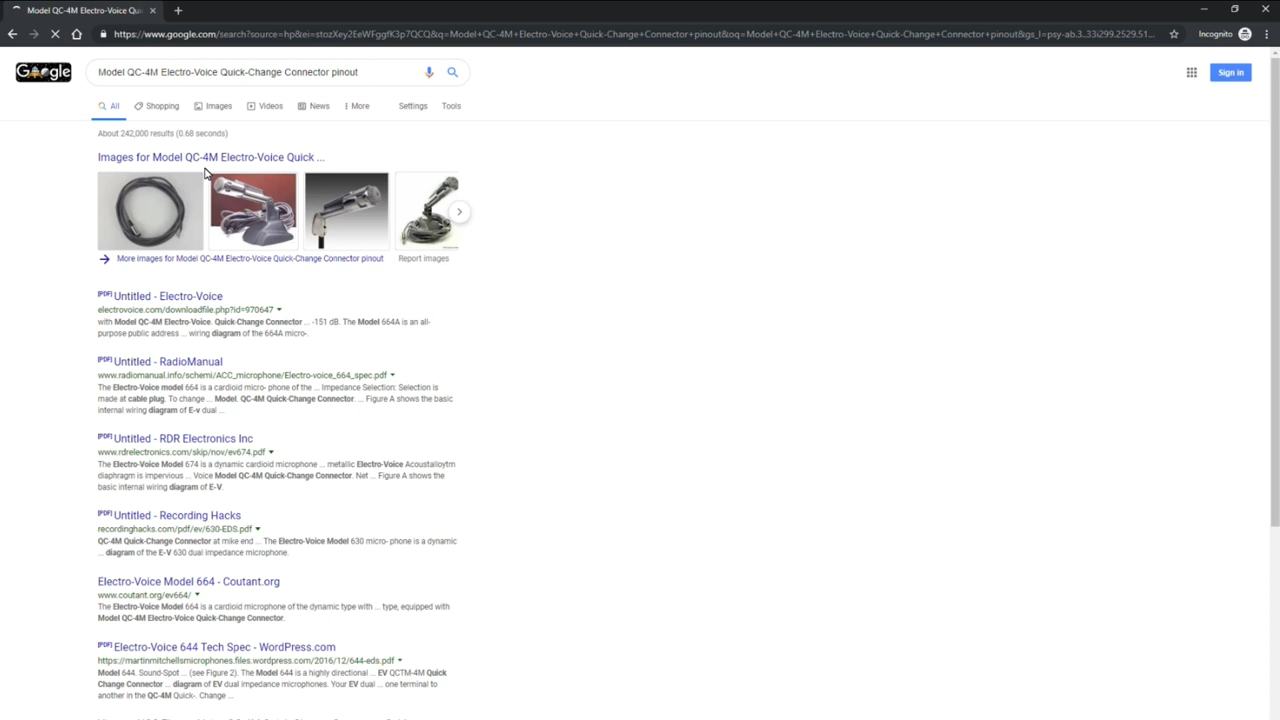 Model QC-4M Electro-Voice Qu
https://www.google.com/search?source=hp&ei=stozXey2EeWFggfK3p7QCQ&q=Model+QC-4M+Electro-Voice+Quick-Change+Connector+pinout&oq=Model+QC-4M+Electro-Voice+Quick-Change+Connector+pinout&gs_l=psy-ab.3..33i299.2529.51...
Incognito
Google
Model QC-4M Electro-Voice Quick-Change Connector pinout
Sign in
All Shopping Images Videos News More Settings Tools
About 242,000 results (0.68 seconds)
Images for Model QC-4M Electro-Voice Quick ...
More images for Model QC-4M Electro-Voice Quick-Change Connector pinout Report images
[PDF] Untitled - Electro-Voice
electrovoice.com/downloadfile.php?id=970647
with Model QC-4M Electro-Voice. Quick-Change Connector ... -151 dB. The Model 664A is an all-
purpose public address ... wiring diagram of the 664A micro-.
[PDF] Untitled - RadioManual
www.radiomanual.info/schemi/ACC_microphone/Electro-voice_664_spec.pdf
The Electro-Voice model 664 is a cardioid micro- phone of the ... Impedance Selection: Selection is
made at cable plug. To change ... Model. QC-4M Quick-Change Connector. ... Figure A shows the basic
internal wiring diagram of E-v dual ...
[PDF] Untitled - RDR Electronics Inc
www.rdrelectronics.com/skip/nov/ev674.pdf
The Electro-Voice Model 674 is a dynamic cardioid microphone ... metallic Electro-Voice Acoustalloytm
diaphragm is impervious ... Voice Model QC-4M Quick-Change Connector. Net ... Figure A shows the
basic internal wiring diagram of E-V.
[PDF] Untitled - Recording Hacks
recordinghacks.com/pdf/ev/630-EDS.pdf
QC-4M Quick-Change Connector at mike end ... The Electro-Voice Model 630 micro- phone is a dynamic
... diagram of the E-V 630 dual impedance microphone.
Electro-Voice Model 664 - Coutant.org
www.coutant.org/ev664/
The Electro-Voice Model 664 is a cardioid microphone of the dynamic type with ... type, equipped with
Model QC-4M Electro-Voice Quick-Change Connector.
[PDF] Electro-Voice 644 Tech Spec - WordPress.com
https://martinmitchellsmicrophones.files.wordpress.com/2016/12/644-eds.pdf
Model 644. Sound-Spot ... (see Figure 2). The Model 644 is a highly directional ... EV QCTM-4M Quick
Change Connector ... diagram of EV dual impedance microphones. Your EV dual ... one terminal to
another in the QC-4M Quick-. Change ...